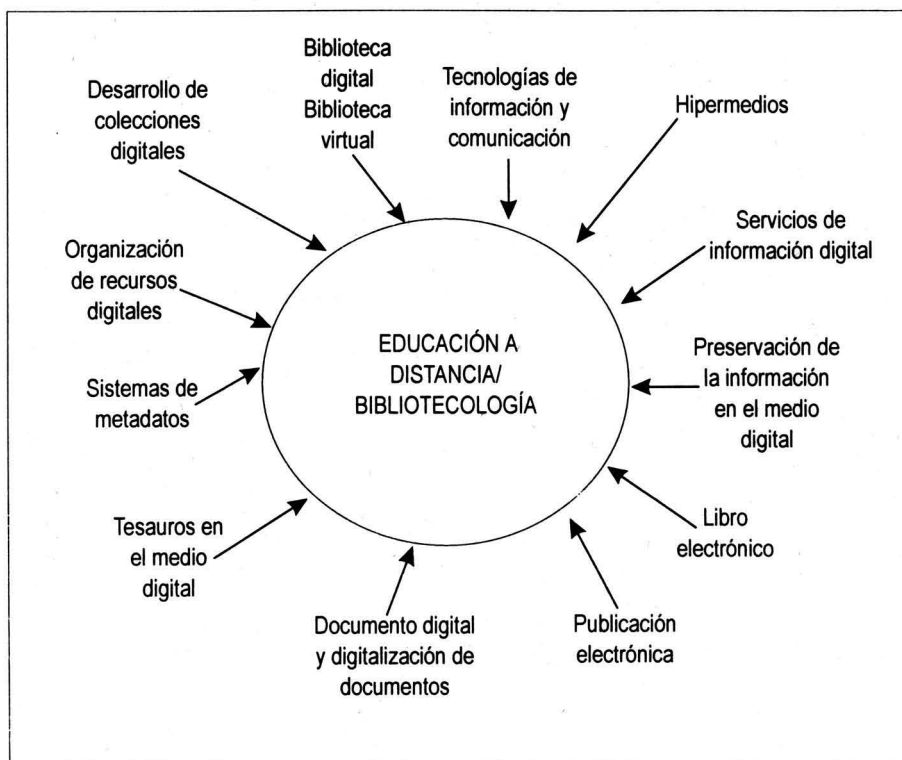 Biblioteca
digital
Biblioteca
virtual
Tecnologías de
información y
comunicación
Hipermedios
Servicios de
información digital
Preservación de
la información
en el medio
digital
Libro
electrónico
Publicación
electrónica
Documento digital
y digitalización de
documentos
Tesauros en
el medio
digital
Sistemas de
metadatos
Organización
de recursos
digitales
Desarrollo de
colecciones
digitales
EDUCACIÓN A
DISTANCIA/
BIBLIOTECOLOGÍA